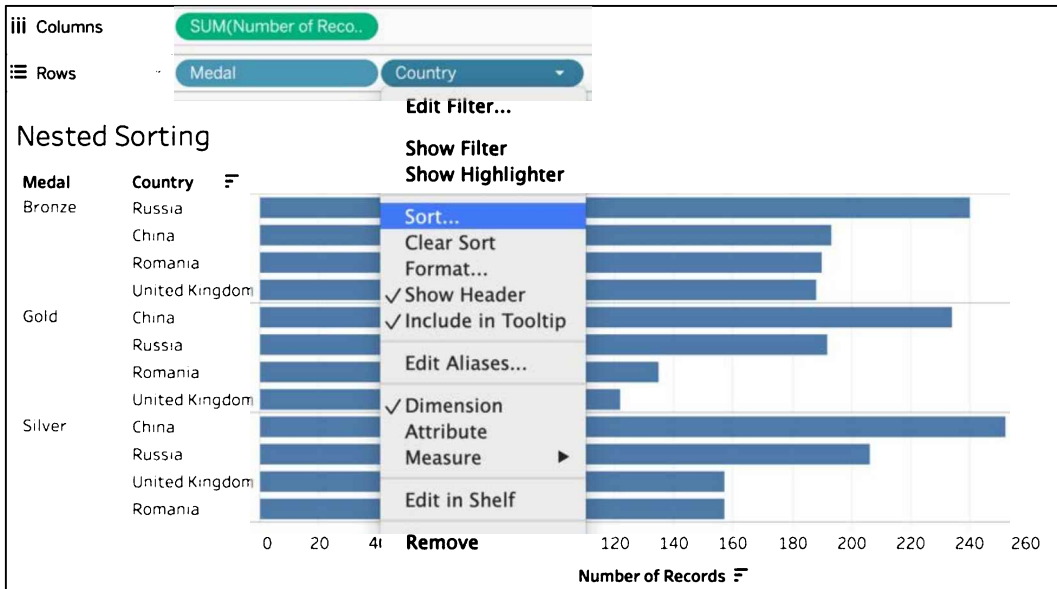 Columns
SUM(Number of Reco..
Rows
Medal
Country
Nested Sorting
Medal
Country
Bronze
Russia
China
Romania
United Kingdom
Gold
China
Russia
Romania
United Kingdom
Silver
China
Russia
United Kingdom
Romania
Edit Filter...
Show Filter
Show Highlighter
Sort...
Clear Sort
Format...
✓ Show Header
✓ Include in Tooltip
Edit Aliases...
✓ Dimension
Attribute
Measure
Edit in Shelf
Remove
0 20 4 120 140 160 180 200 220 240 260
Number of Records